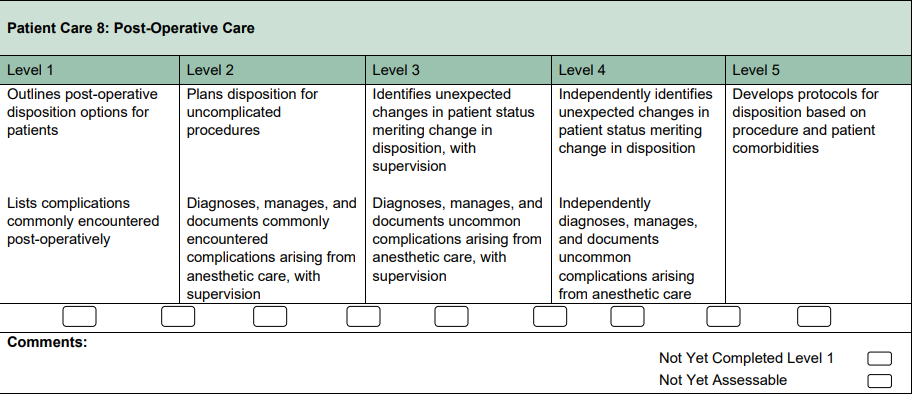 Patient Care 8: Post-Operative Care
Level 1
Level 2
Level 3
Level 4
Level 5
Outlines post-operative
disposition options for
patients
Plans disposition for
uncomplicated
procedures
Identifies unexpected
changes in patient status
meriting change in
disposition, with
supervision
Independently identifies
unexpected changes in
patient status meriting
change in disposition
Develops protocols for
disposition based on
procedure and patient
comorbidities
Lists complications
commonly encountered
post-operatively
Diagnoses, manages, and
documents commonly
encountered
complications arising from
anesthetic care, with
supervision
Diagnoses, manages, and
documents uncommon
complications arising from
anesthetic care, with
supervision
Independently
diagnoses, manages,
and documents
uncommon
complications arising
from anesthetic care
Comments:
Not Yet Completed Level 1
Not Yet Assessable